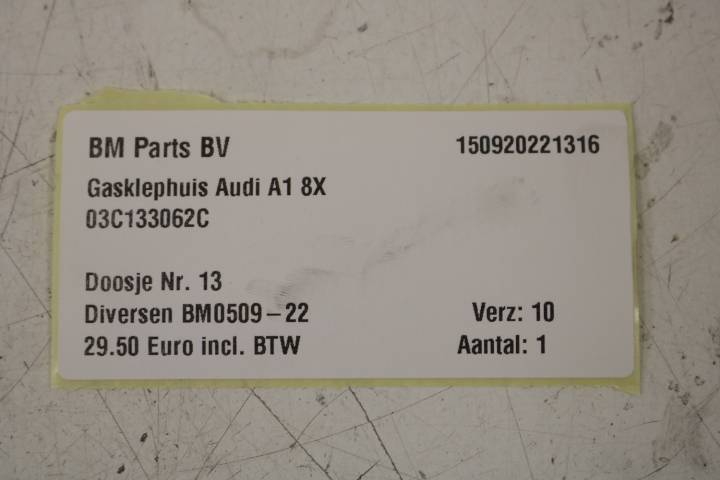 BM Parts BV 150920221316
Gasklephuis Audi A1 8X
03C133062C
Doosje Nr. 13
Diversen BM0509-22 Verz: 10
29.50 Euro incl. BTW Aantal: 1